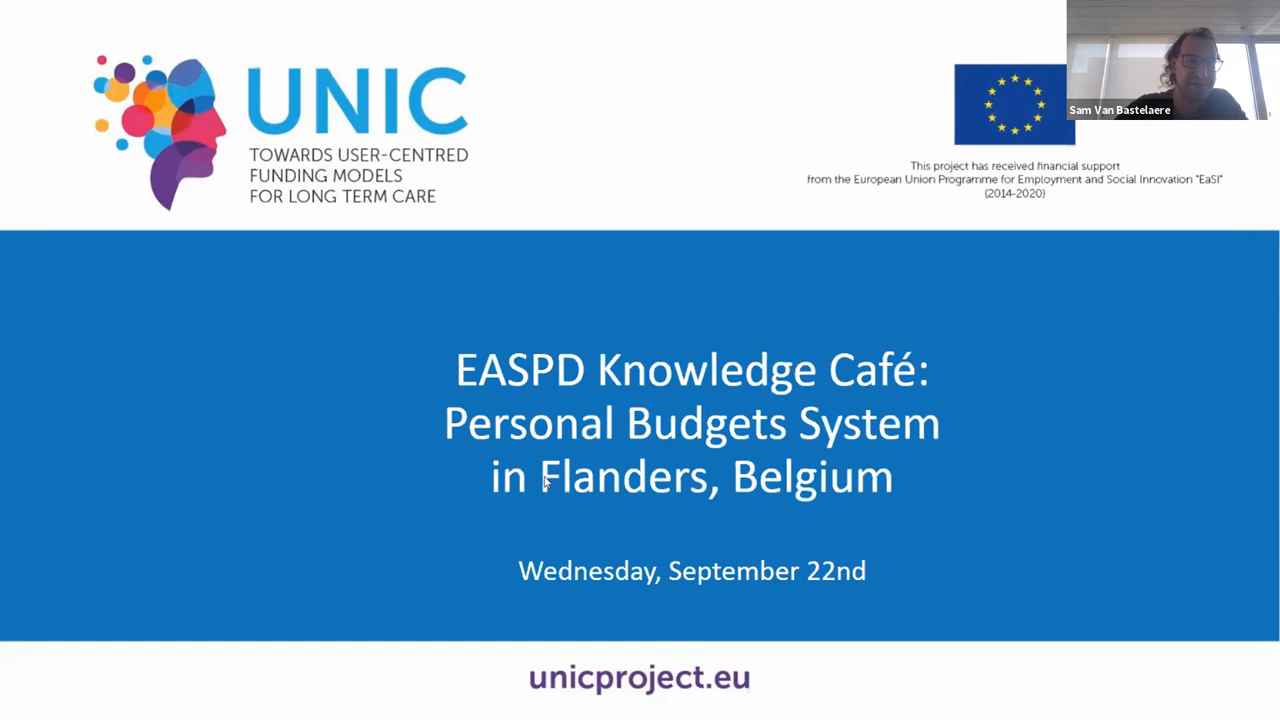 UNIC
TOWARDS USER-CENTRED
FUNDING MODELS
FOR LONG TERM CARE
Sam Van Bastelaere
This project has received financial support
from the European Union Programme for Employment and Social Innovation "EaSI"
(2014-2020)
EASPD Knowledge Café:
Personal Budgets System
in Flanders, Belgium
Wednesday, September 22nd
unicproject.eu